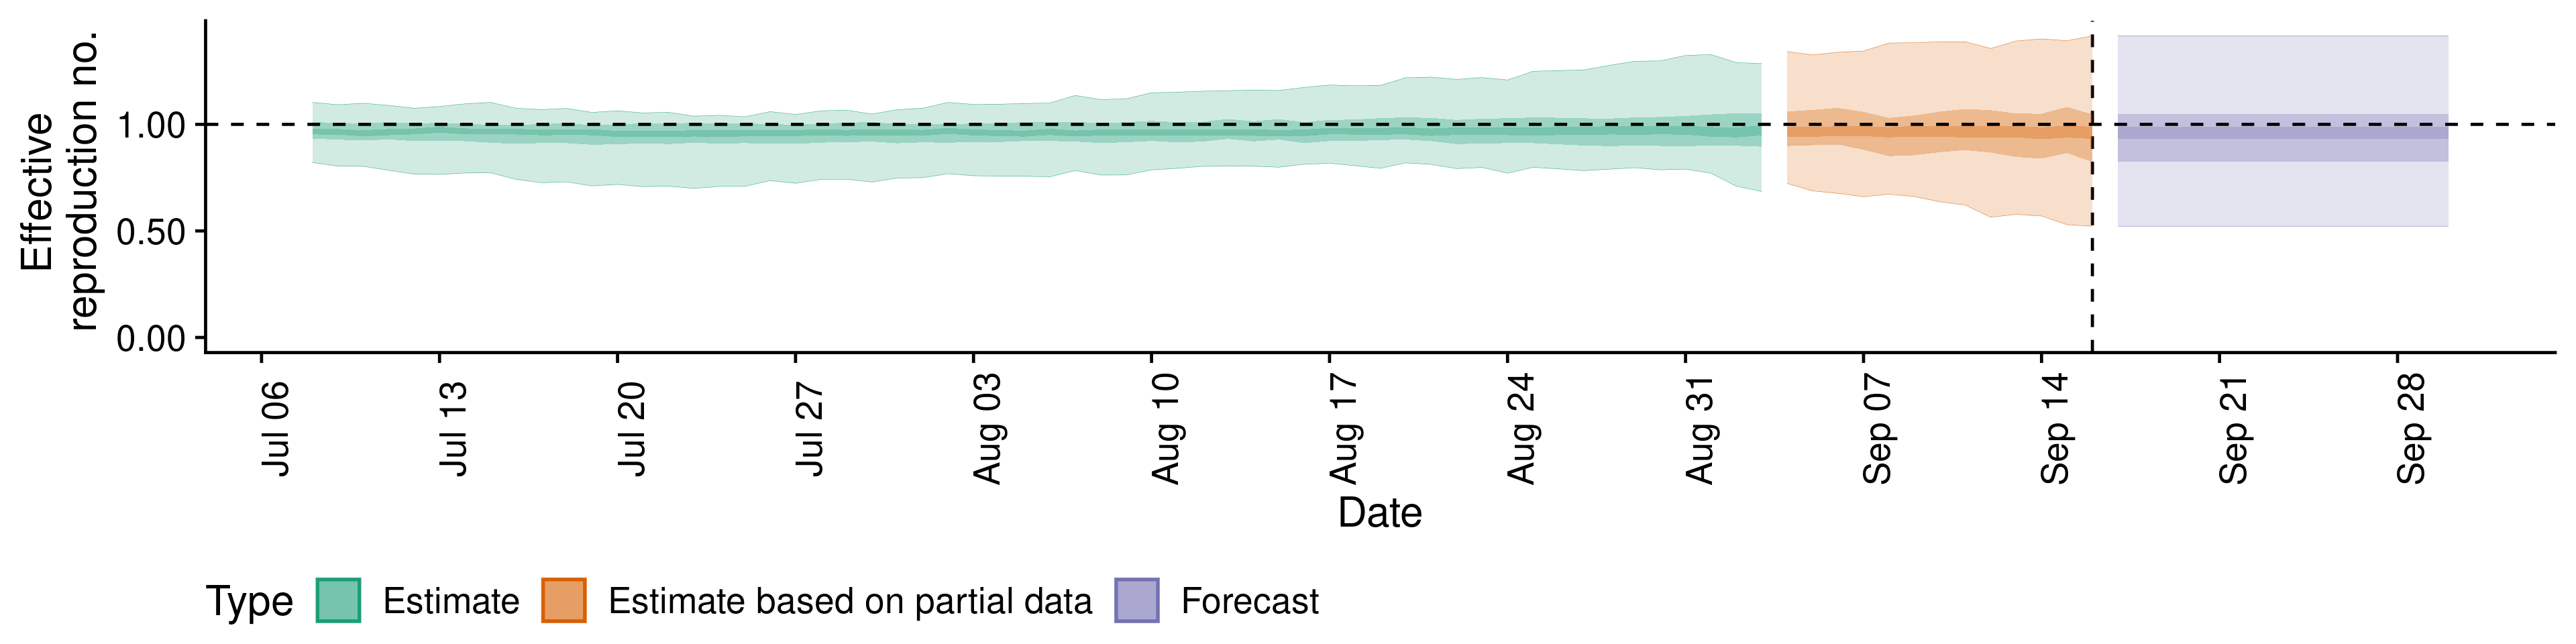 Effective
reproduction no.
1.00
0.50
0.00
Jul 06
Jul 13
Jul 20
Jul 27
Aug 03
Aug 10
Aug 17
Aug 24
Aug 31
Sep 07
Sep 14
Sep 21
Sep 28
Date
Type Estimate Estimate based on partial data Forecast